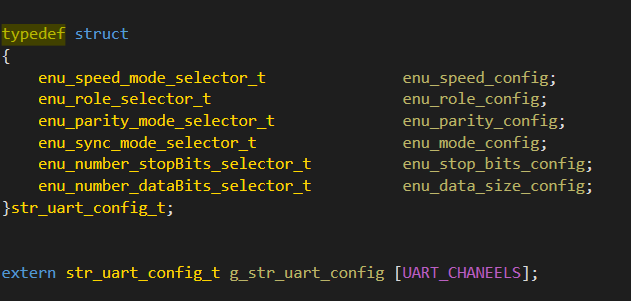 typedef struct
{
enu_speed_mode_selector_t enu_speed_config;
enu_role_selector_t enu_role_config;
enu_parity_mode_selector_t enu_parity_config;
enu_sync_mode_selector_t enu_mode_config;
enu_number_stopBits_selector_t enu_stop_bits_config;
enu_number_dataBits_selector_t enu_data_size_config;
}str_uart_config_t;
extern str_uart_config_t g_str_uart_config [UART_CHANEELS];